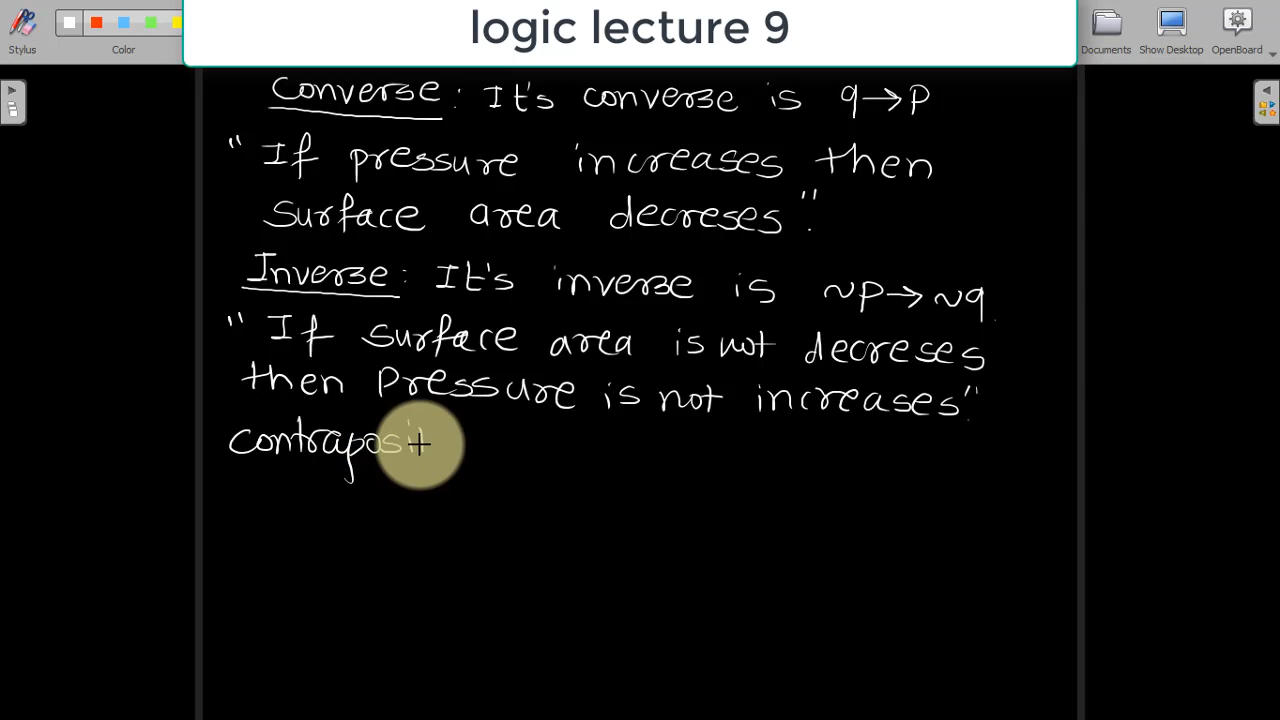 logic lecture 9
Stylus
Color
Documents
Show Desktop
OpenBoard
Converse: It's converse is q→p
" If pressure increases then
surface area decreses".
Inverse: It's inverse is ~p→~q.
" If surface area is not decreses
then Pressure is not increases".
contraposit